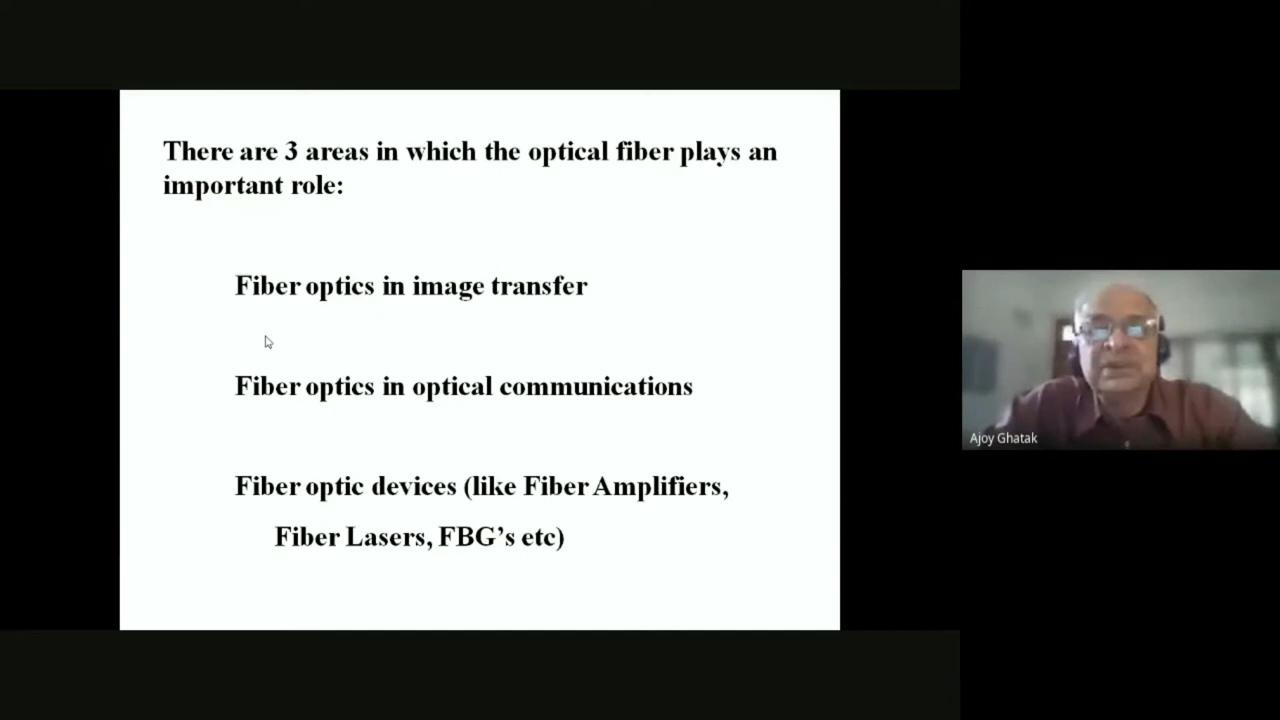 There are 3 areas in which the optical fiber plays an
important role:
Fiber optics in image transfer
Fiber optics in optical communications
Fiber optic devices (like Fiber Amplifiers,
Fiber Lasers, FBG’s etc)
Ajoy Ghatak